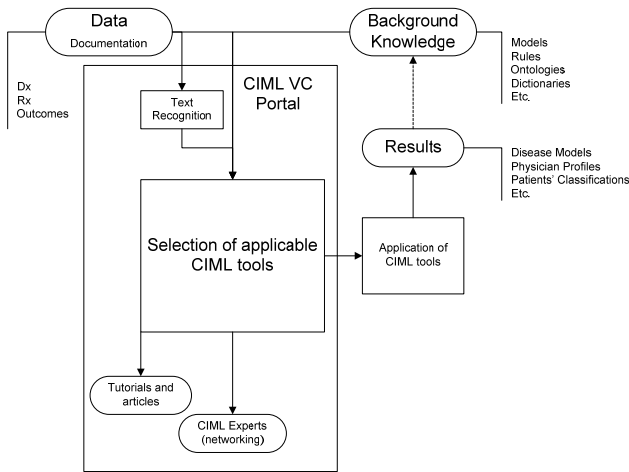 Data
Documentation
Background
Knowledge
Models
Rules
Ontologies
Dictionaries
Etc.
Dx
Rx
Outcomes
CIML VC
Portal
Text
Recognition
Results
Disease Models
Physician Profiles
Patients' Classifications
Etc.
Selection of applicable
CIML tools
Application of
CIML tools
Tutorials and
articles
CIML Experts
(networking)